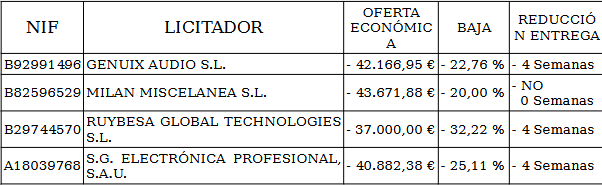 NIF LICITADOR OFERTA ECONÓMIC A BAJA REDUCCIÓ N ENTREGA
B92991496 GENUIX AUDIO S.L. - 42.166,95 € - 22,76 % - 4 Semanas
B82596529 MILAN MISCELANEA S.L. - 43.671,88 € - 20,00 % - NO 0 Semanas
B29744570 RUYBESA GLOBAL TECHNOLOGIES S.L. - 37.000,00 € - 32,22 % - 4 Semanas
A18039768 S.G. ELECTRÓNICA PROFESIONAL, S.A.U. - 40.882,38 € - 25,11 % - 4 Semanas